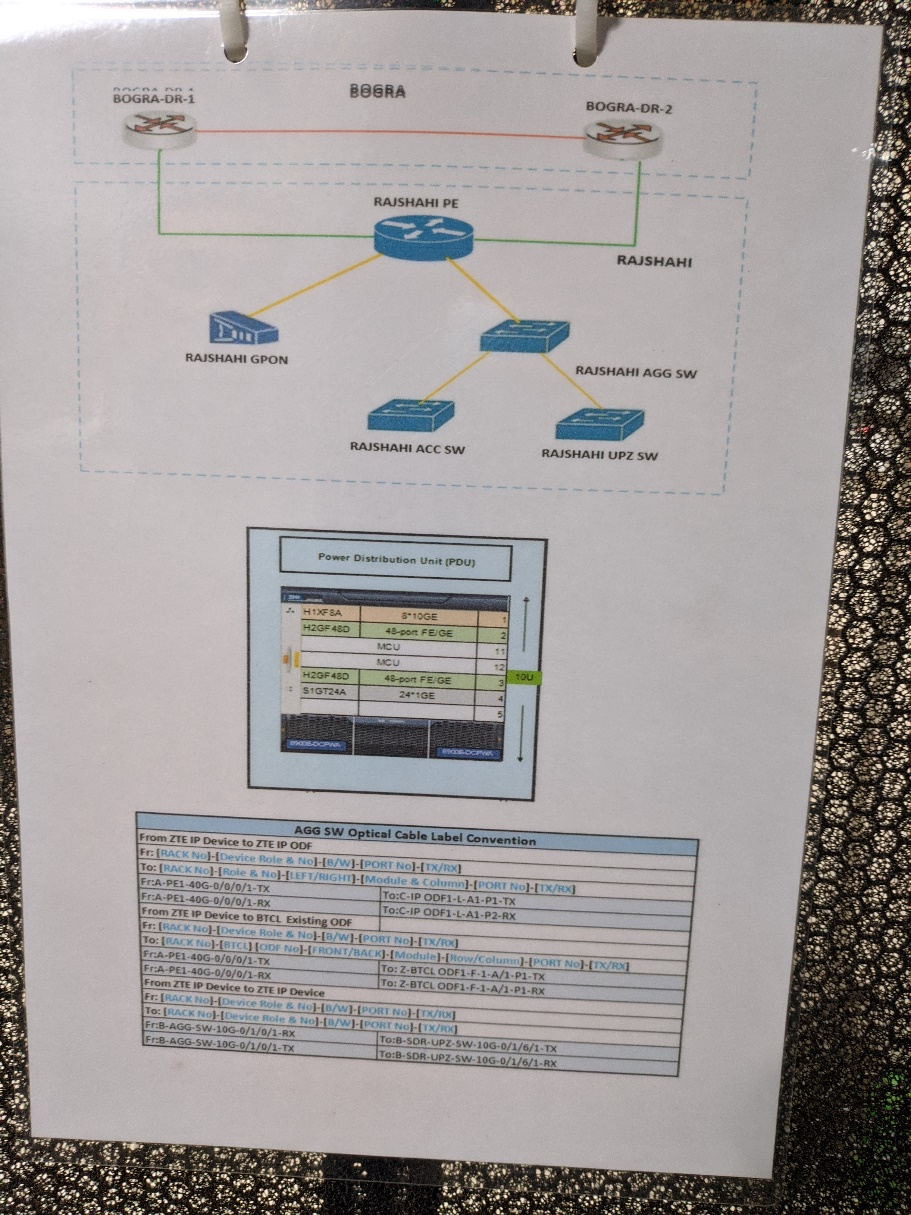 BOGRA-DR-1
BOGRA
BOGRA-DR-2
RAJSHAHI PE
RAJSHAHI
RAJSHAHI GPON
RAJSHAHI AGG SW
RAJSHAHI ACC SW
RAJSHAHI UPZ SW
Power Distribution Unit (PDU)
H1XF8A 8*10GE 1
H2GF48D 48-port FE/GE 2
MCU 11
MCU 12
H2GF48D 48-port FE/GE 3
10U
S1GT24A 24*1GE 4
5
AGG SW Optical Cable Label Convention
From ZTE IP Device to ZTE IP ODF
Fr: [RACK No]-[Device Role & No]-[B/W]-[PORT No]-[TX/RX]
To: [RACK No]-[Role & No]-[LEFT/RIGHT]-[Module & Column]-[PORT No]-[TX/RX]
Fr:A-PE1-40G-0/0/0/1-TX To:C-IP ODF1-L-A1-P1-TX
Fr:A-PE1-40G-0/0/0/1-RX To:C-IP ODF1-L-A1-P2-RX
From ZTE IP Device to BTCL Existing ODF
Fr: [RACK No]-[Device Role & No]-[B/W]-[PORT No]-[TX/RX]
To: [RACK No]-[BTCL] [ODF No]-[FRONT/BACK]-[Module]-[Row/Column]-[PORT No]-[TX/RX]
Fr:A-PE1-40G-0/0/0/1-TX To: Z-BTCL ODF1-F-1-A/1-P1-TX
Fr:A-PE1-40G-0/0/0/1-RX To: Z-BTCL ODF1-F-1-A/1-P1-RX
From ZTE IP Device to ZTE IP Device
Fr: [RACK No]-[Device Role & No]-[B/W]-[PORT No]-[TX/RX]
To: [RACK No]-[Device Role & No]-[B/W]-[PORT No]-[TX/RX]
Fr:B-AGG-SW-10G-0/1/0/1-RX To:B-SDR-UPZ-SW-10G-0/1/6/1-TX
Fr:B-AGG-SW-10G-0/1/0/1-TX To:B-SDR-UPZ-SW-10G-0/1/6/1-RX